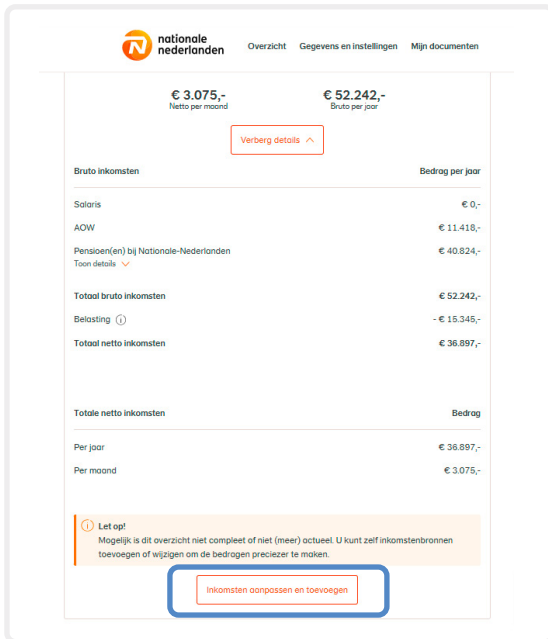 nationale
nederlanden
Overzicht Gegevens en instellingen Mijn documenten
€ 3.075,- € 52.242,-
Netto per maand Bruto per jaar
Verberg details
Bruto inkomsten Bedrag per jaar
Salaris € 0,-
AOW € 11.418,-
Pensioen(en) bij Nationale-Nederlanden € 40.824,-
Toon details
Totaal bruto inkomsten € 52.242,-
Belasting - € 15.345,-
Totaal netto inkomsten € 36.897,-
Totale netto inkomsten Bedrag
Per jaar € 36.897,-
Per maand € 3.075,-
Let op!
Mogelijk is dit overzicht niet compleet of niet (meer) actueel. U kunt zelf inkomstenbronnen
toevoegen of wijzigen om de bedragen preciezer te maken.
Inkomsten aanpassen en toevoegen